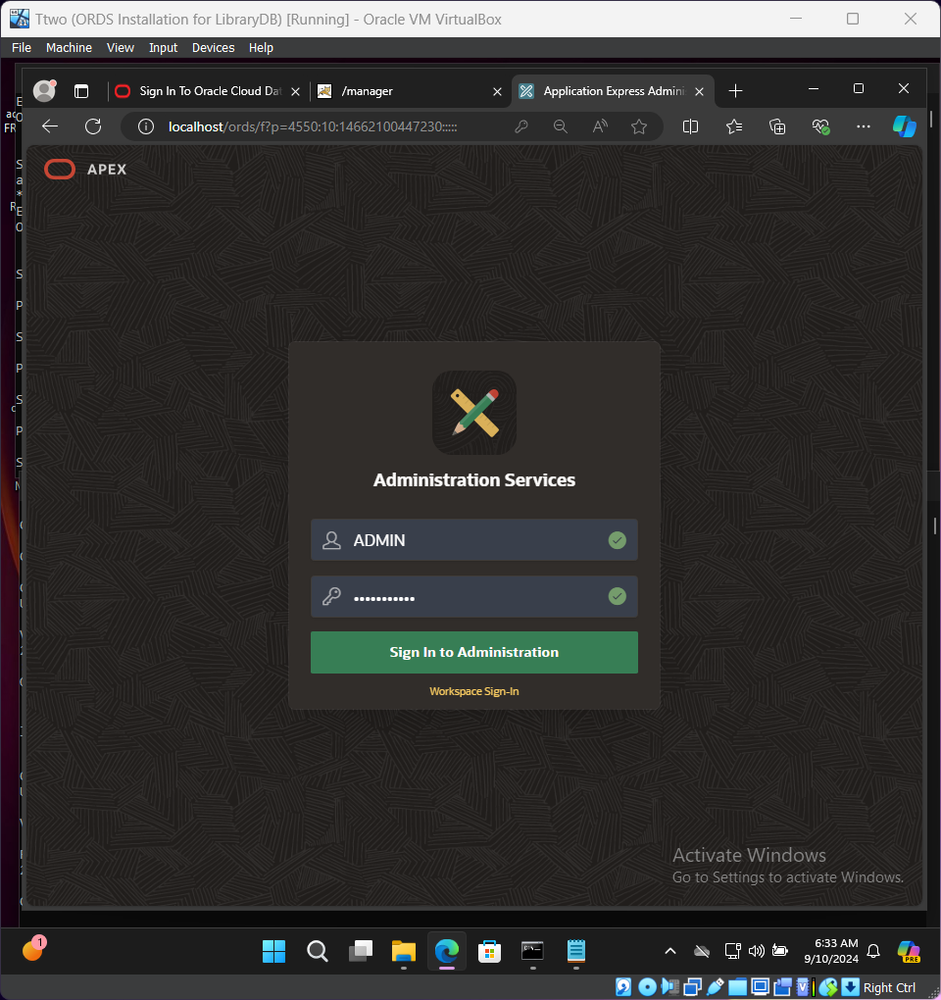 Ttwo (ORDS Installation for LibraryDB) [Running] - Oracle VM VirtualBox
File Machine View Input Devices Help
Sign In To Oracle Cloud Dat
/manager
Application Express Admini
localhost/ords/f?p=4550:10:14662100447230:::::
APEX
Administration Services
ADMIN
•••••••••••
Sign In to Administration
Workspace Sign-In
Activate Windows
Go to Settings to activate Windows.
1
6:33 AM
9/10/2024
PRE
Right Ctrl